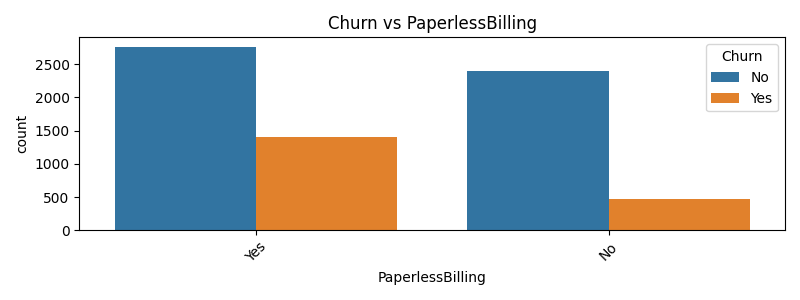 Churn vs PaperlessBilling
Churn
No
Yes
2500
2000
1500
1000
500
0
count
Yes
No
PaperlessBilling